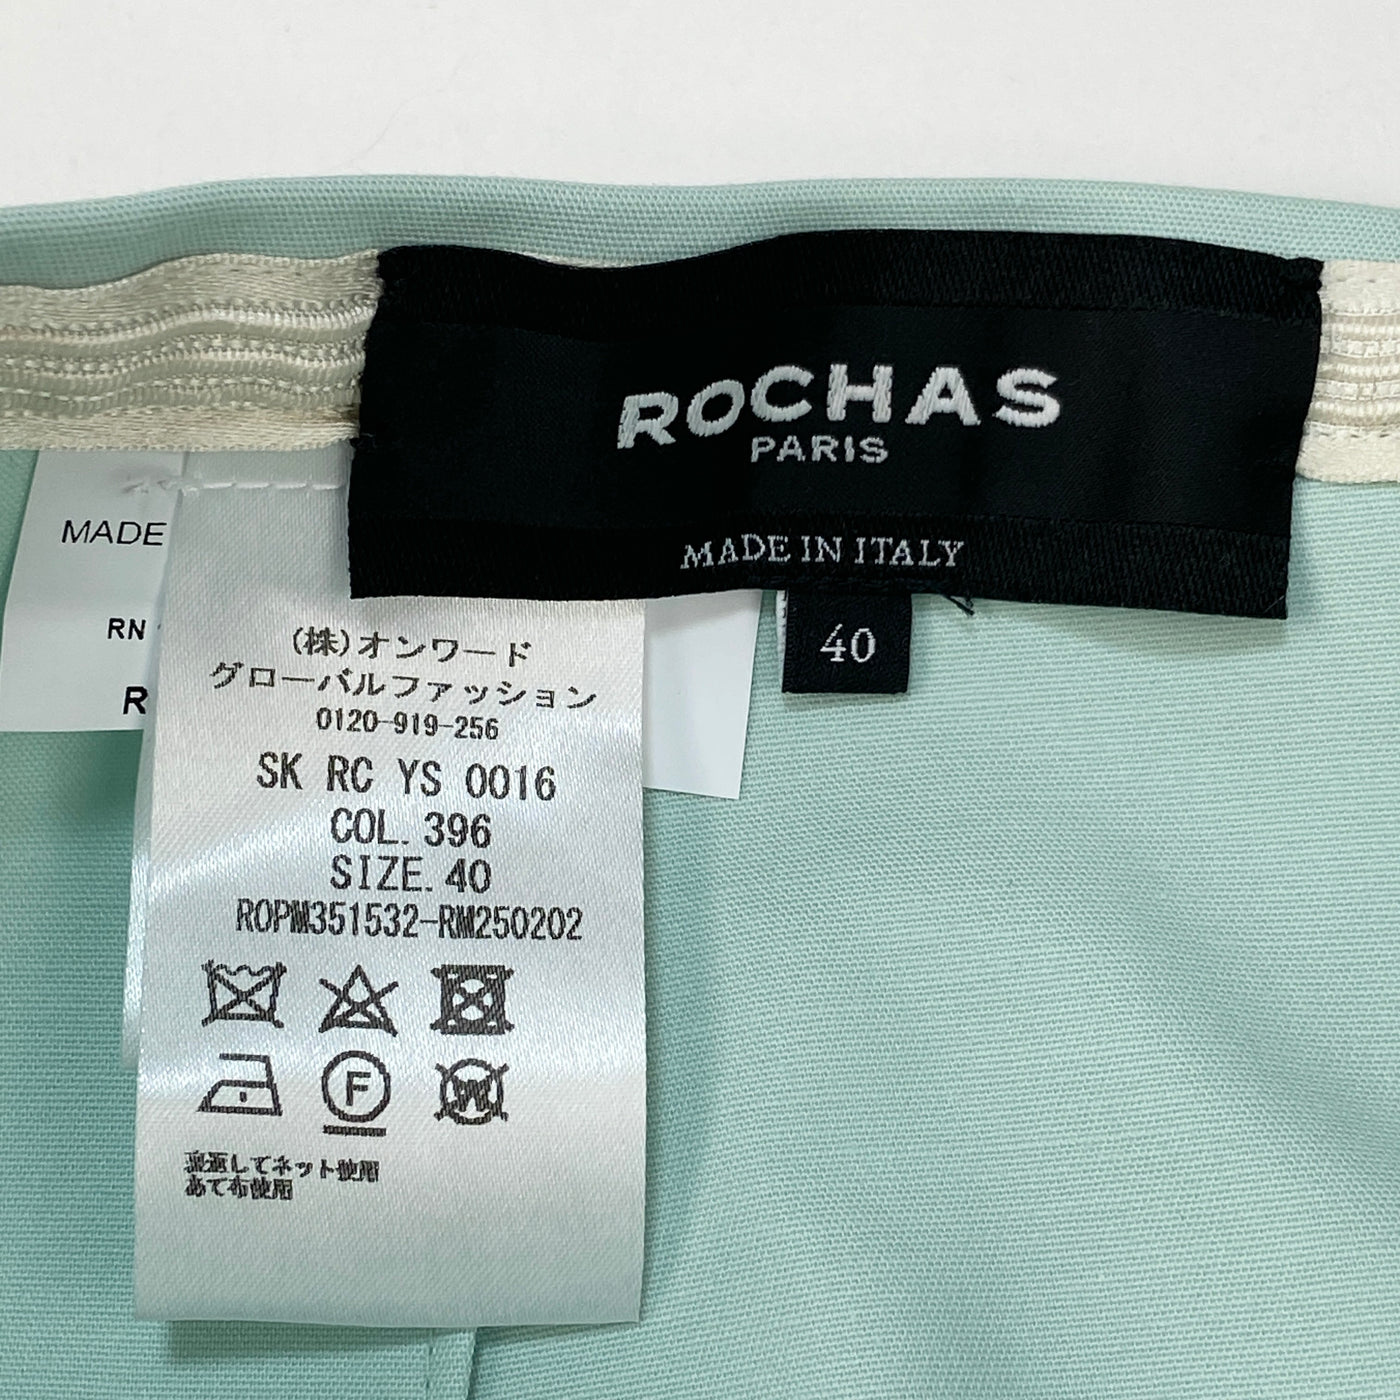 ROCHAS
PARIS
MADE IN ITALY
40
MADE
RN
R
(株)オンワード
グローバルファッション
0120-919-256
SK RC YS 0016
COL. 396
SIZE. 40
ROPM351532-RM250202
F
W
裏返してネット使用
あて布使用